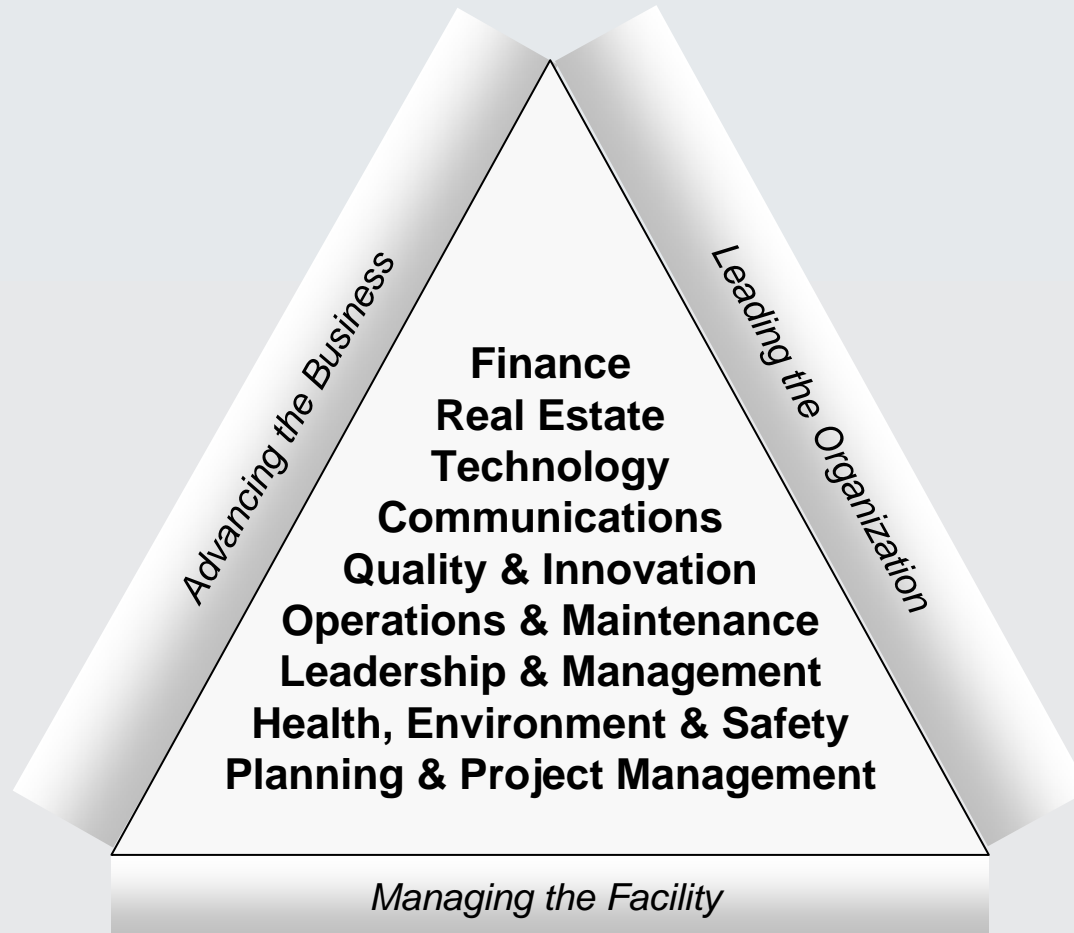 Advancing the Business
Leading the Organization
Finance
Real Estate
Technology
Communications
Quality & Innovation
Operations & Maintenance
Leadership & Management
Health, Environment & Safety
Planning & Project Management
Managing the Facility